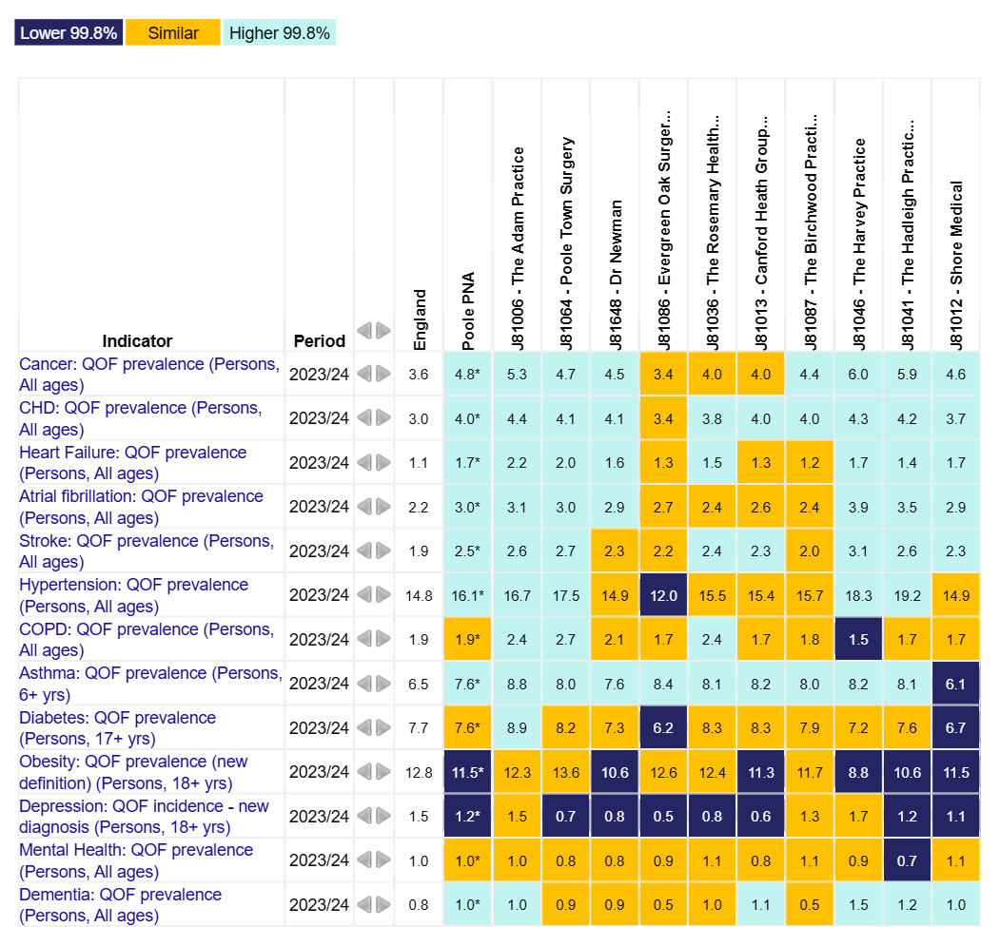 Lower 99.8% Similar Higher 99.8%
Indicator Period England Poole PNA J81006 - The Adam Practice J81064 - Poole Town Surgery J81648 - Dr Newman J81086 - Evergreen Oak Surger... J81036 - The Rosemary Health... J81013 - Canford Heath Group... J81087 - The Birchwood Practi... J81046 - The Harvey Practice J81041 - The Hadleigh Practic... J81012 - Shore Medical
Cancer: QOF prevalence (Persons,
All ages) 2023/24 3.6 4.8* 5.3 4.7 4.5 3.4 4.0 4.0 4.4 6.0 5.9 4.6
CHD: QOF prevalence (Persons,
All ages) 2023/24 3.0 4.0* 4.4 4.1 4.1 3.4 3.8 4.0 4.0 4.3 4.2 3.7
Heart Failure: QOF prevalence
(Persons, All ages) 2023/24 1.1 1.7* 2.2 2.0 1.6 1.3 1.5 1.3 1.2 1.7 1.4 1.7
Atrial fibrillation: QOF prevalence
(Persons, All ages) 2023/24 2.2 3.0* 3.1 3.0 2.9 2.7 2.4 2.6 2.4 3.9 3.5 2.9
Stroke: QOF prevalence (Persons,
All ages) 2023/24 1.9 2.5* 2.6 2.7 2.3 2.2 2.4 2.3 2.0 3.1 2.6 2.3
Hypertension: QOF prevalence
(Persons, All ages) 2023/24 14.8 16.1* 16.7 17.5 14.9 12.0 15.5 15.4 15.7 18.3 19.2 14.9
COPD: QOF prevalence (Persons,
All ages) 2023/24 1.9 1.9* 2.4 2.7 2.1 1.7 2.4 1.7 1.8 1.5 1.7 1.7
Asthma: QOF prevalence (Persons,
6+ yrs) 2023/24 6.5 7.6* 8.8 8.0 7.6 8.4 8.1 8.2 8.0 8.2 8.1 6.1
Diabetes: QOF prevalence
(Persons, 17+ yrs) 2023/24 7.7 7.6* 8.9 8.2 7.3 6.2 8.3 8.3 7.9 7.2 7.6 6.7
Obesity: QOF prevalence (new
definition) (Persons, 18+ yrs) 2023/24 12.8 11.5* 12.3 13.6 10.6 12.6 12.4 11.3 11.7 8.8 10.6 11.5
Depression: QOF incidence - new
diagnosis (Persons, 18+ yrs) 2023/24 1.5 1.2* 1.5 0.7 0.8 0.5 0.8 0.6 1.3 1.7 1.2 1.1
Mental Health: QOF prevalence
(Persons, All ages) 2023/24 1.0 1.0* 1.0 0.8 0.8 0.9 1.1 0.8 1.1 0.9 0.7 1.1
Dementia: QOF prevalence
(Persons, All ages) 2023/24 0.8 1.0* 1.0 0.9 0.9 0.5 1.0 1.1 0.5 1.5 1.2 1.0